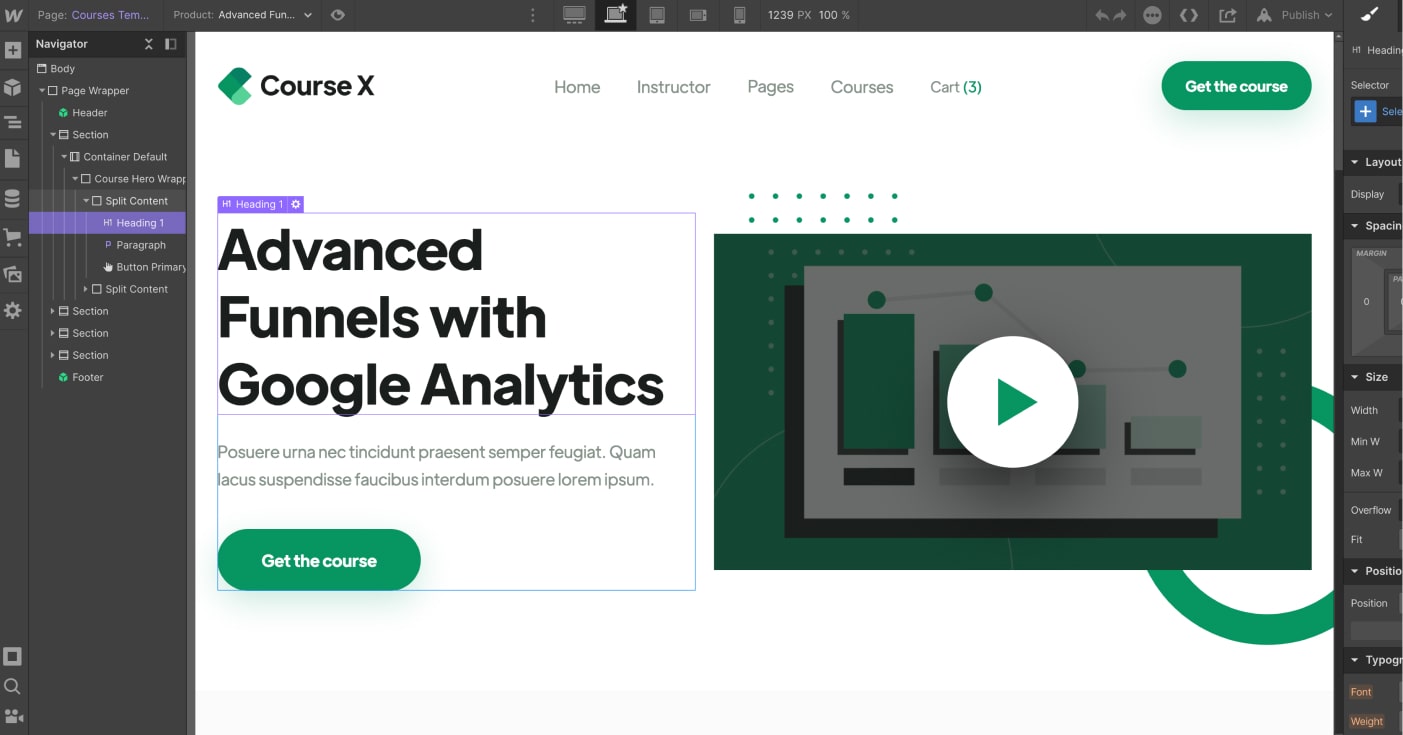 Page: Courses Tem...
Product: Advanced Fun...
1239 PX 100 %
Publish
Navigator
Body
Page Wrapper
Header
Section
Container Default
Course Hero Wrapp
Split Content
H1 Heading 1
P Paragraph
Button Primary
Split Content
Section
Section
Section
Footer
Course X
Home
Instructor
Pages
Courses
Cart (3)
Get the course
H1 Heading 1
Advanced
Funnels with
Google Analytics
Posuere urna nec tincidunt praesent semper feugiat. Quam
lacus suspendisse faucibus interdum posuere lorem ipsum.
Get the course
H1 Heading
Selector
Sele
Layout
Display
Spacin
MARGIN
PA
0
Size
Width
Min W
Max W
Overflow
Fit
Positio
Position
Typogr
Font
Weight